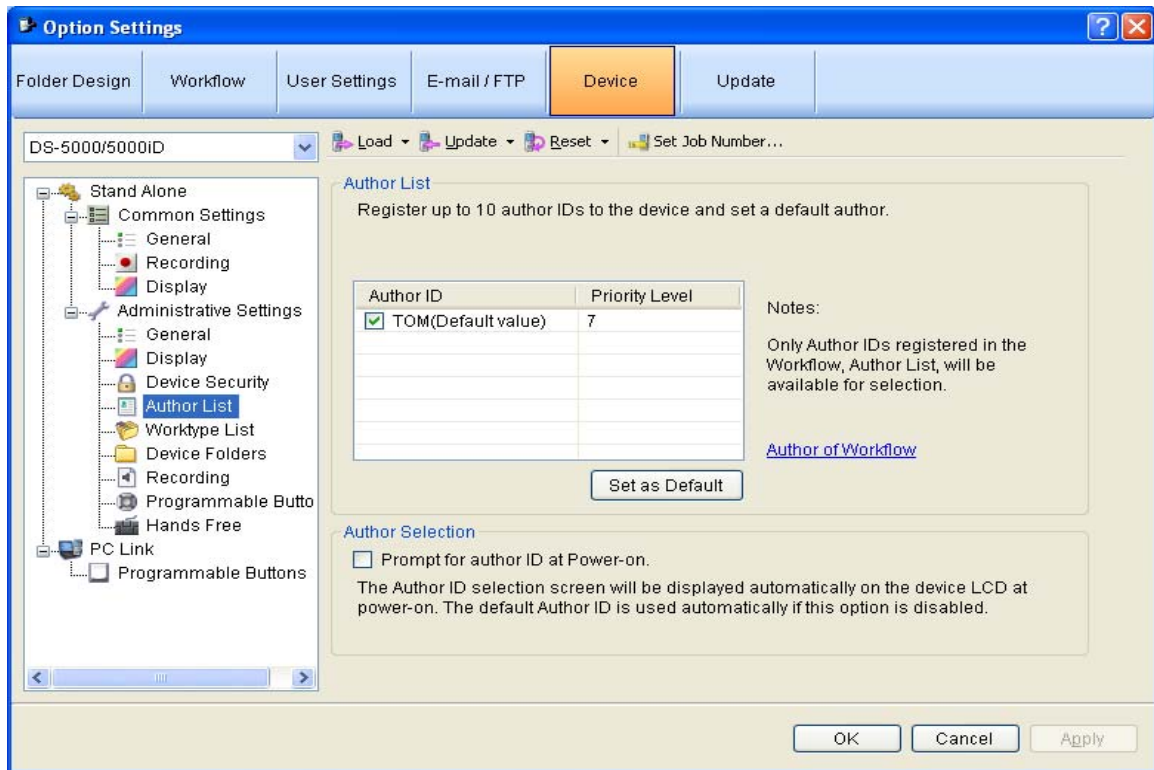 Option Settings
Folder Design
Workflow
User Settings
E-mail / FTP
Device
Update
DS-5000/5000iD
Load
Update
Reset
Set Job Number...
Stand Alone
Common Settings
General
Recording
Display
Administrative Settings
General
Display
Device Security
Author List
Worktype List
Device Folders
Recording
Programmable Butto
Hands Free
PC Link
Programmable Buttons
Author List
Register up to 10 author IDs to the device and set a default author.
Author ID
Priority Level
TOM(Default value)
7
Notes:
Only Author IDs registered in the
Workflow, Author List, will be
available for selection.
Author of Workflow
Set as Default
Author Selection
Prompt for author ID at Power-on.
The Author ID selection screen will be displayed automatically on the device LCD at
power-on. The default Author ID is used automatically if this option is disabled.
OK
Cancel
Apply